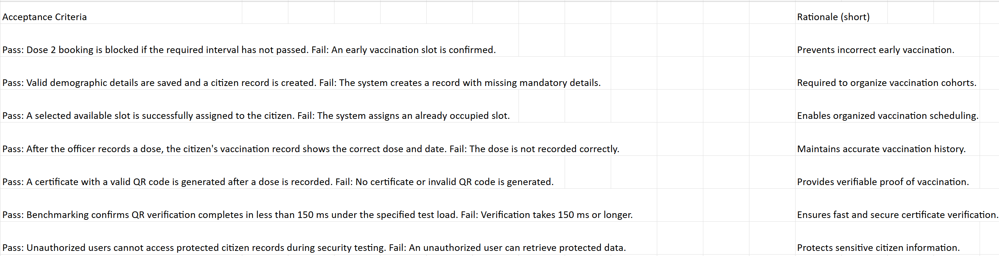 Acceptance Criteria Rationale (short)
Pass: Dose 2 booking is blocked if the required interval has not passed. Fail: An early vaccination slot is confirmed. Prevents incorrect early vaccination.
Pass: Valid demographic details are saved and a citizen record is created. Fail: The system creates a record with missing mandatory details. Required to organize vaccination cohorts.
Pass: A selected available slot is successfully assigned to the citizen. Fail: The system assigns an already occupied slot. Enables organized vaccination scheduling.
Pass: After the officer records a dose, the citizen's vaccination record shows the correct dose and date. Fail: The dose is not recorded correctly. Maintains accurate vaccination history.
Pass: A certificate with a valid QR code is generated after a dose is recorded. Fail: No certificate or invalid QR code is generated. Provides verifiable proof of vaccination.
Pass: Benchmarking confirms QR verification completes in less than 150 ms under the specified test load. Fail: Verification takes 150 ms or longer. Ensures fast and secure certificate verification.
Pass: Unauthorized users cannot access protected citizen records during security testing. Fail: An unauthorized user can retrieve protected data. Protects sensitive citizen information.